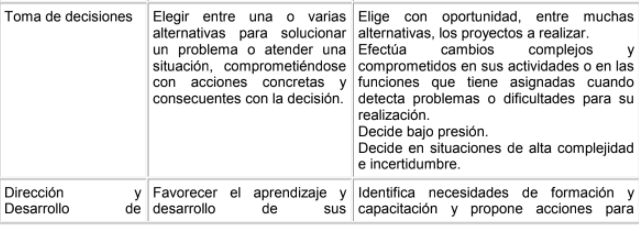 Toma de decisiones
Elegir entre una o varias
alternativas para solucionar
un problema o atender una
situación, comprometiéndose
con acciones concretas y
consecuentes con la decisión.
Elige con oportunidad, entre muchas
alternativas, los proyectos a realizar.
Efectúa cambios complejos y
comprometidos en sus actividades o en las
funciones que tiene asignadas cuando
detecta problemas o dificultades para su
realización.
Decide bajo presión.
Decide en situaciones de alta complejidad
e incertidumbre.
Dirección y
Desarrollo de
Favorecer el aprendizaje y
desarrollo de sus
Identifica necesidades de formación y
capacitación y propone acciones para